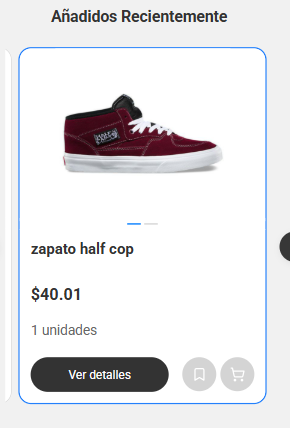 Añadidos Recientemente
zapato half cop
$40.01
1 unidades
Ver detalles